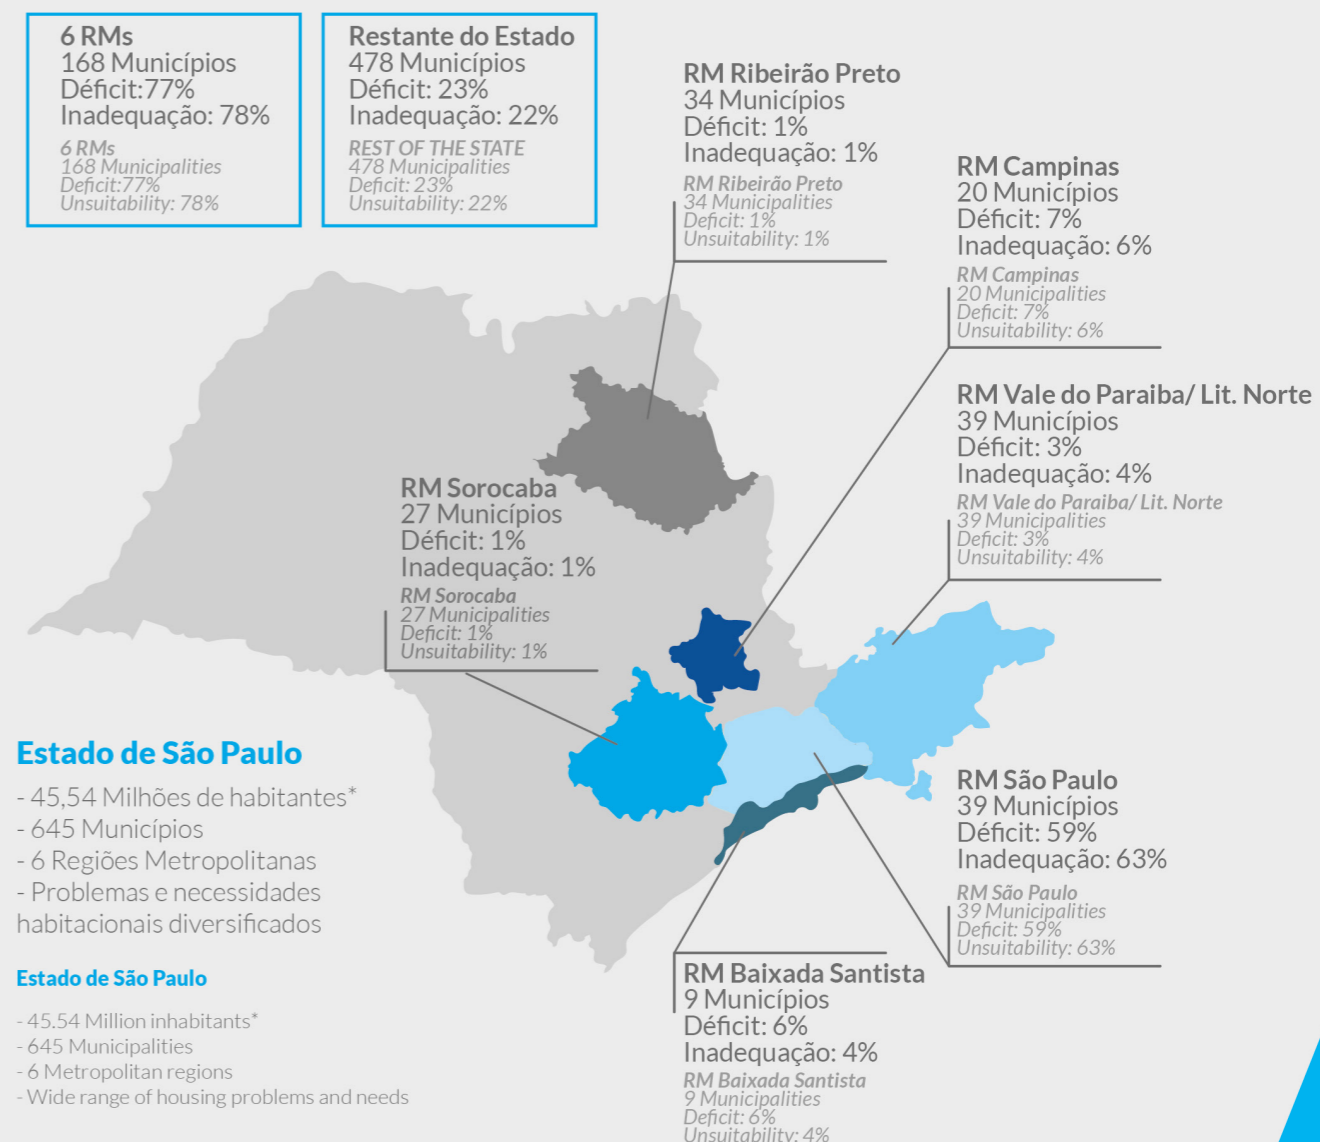 6 RMs
168 Municípios
Déficit:77%
Inadequação: 78%
6 RMs
168 Municipalities
Deficit:77%
Unsuitability: 78%
Restante do Estado
478 Municípios
Déficit: 23%
Inadequação: 22%
REST OF THE STATE
478 Municipalities
Deficit: 23%
Unsuitability: 22%
RM Ribeirão Preto
34 Municípios
Déficit: 1%
Inadequação: 1%
RM Ribeirão Preto
34 Municipalities
Deficit: 1%
Unsuitability: 1%
RM Campinas
20 Municípios
Déficit: 7%
Inadequação: 6%
RM Campinas
20 Municipalities
Deficit: 7%
Unsuitability: 6%
RM Vale do Paraiba/ Lit. Norte
39 Municípios
Déficit: 3%
Inadequação: 4%
RM Vale do Paraiba/ Lit. Norte
39 Municipalities
Deficit: 3%
Unsuitability: 4%
RM Sorocaba
27 Municípios
Déficit: 1%
Inadequação: 1%
RM Sorocaba
27 Municipalities
Deficit: 1%
Unsuitability: 1%
Estado de São Paulo
- 45,54 Milhões de habitantes*
- 645 Municípios
- 6 Regiões Metropolitanas
- Problemas e necessidades
habitacionais diversificados
Estado de São Paulo
- 45.54 Million inhabitants*
- 645 Municipalities
- 6 Metropolitan regions
- Wide range of housing problems and needs
RM São Paulo
39 Municípios
Déficit: 59%
Inadequação: 63%
RM São Paulo
39 Municipalities
Deficit: 59%
Unsuitability: 63%
RM Baixada Santista
9 Municípios
Déficit: 6%
Inadequação: 4%
RM Baixada Santista
9 Municipalities
Deficit: 6%
Unsuitability: 4%